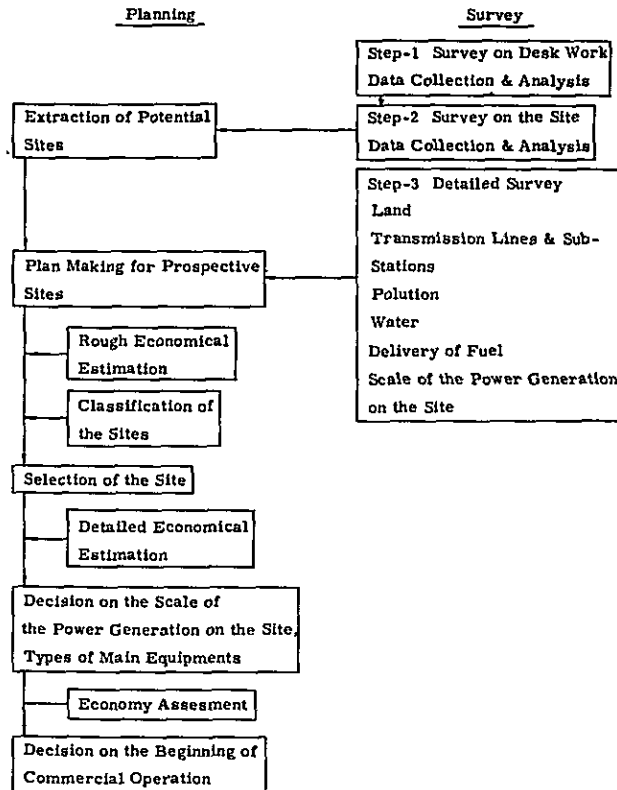 Planning
Extraction of Potential
Sites
Plan Making for Prospective
Sites
Rough Economical
Estimation
Classification of
the Sites
Selection of the Site
Detailed Economical
Estimation
Decision on the Scale of
the Power Generation on the Site,
Types of Main Equipments
Economy Assesment
Decision on the Beginning of
Commercial Operation
Survey
Step-1 Survey on Desk Work
Data Collection & Analysis
Step-2 Survey on the Site
Data Collection & Analysis
Step-3 Detailed Survey
Land
Transmission Lines & Sub-
Stations
Polution
Water
Delivery of Fuel
Scale of the Power Generation
on the Site